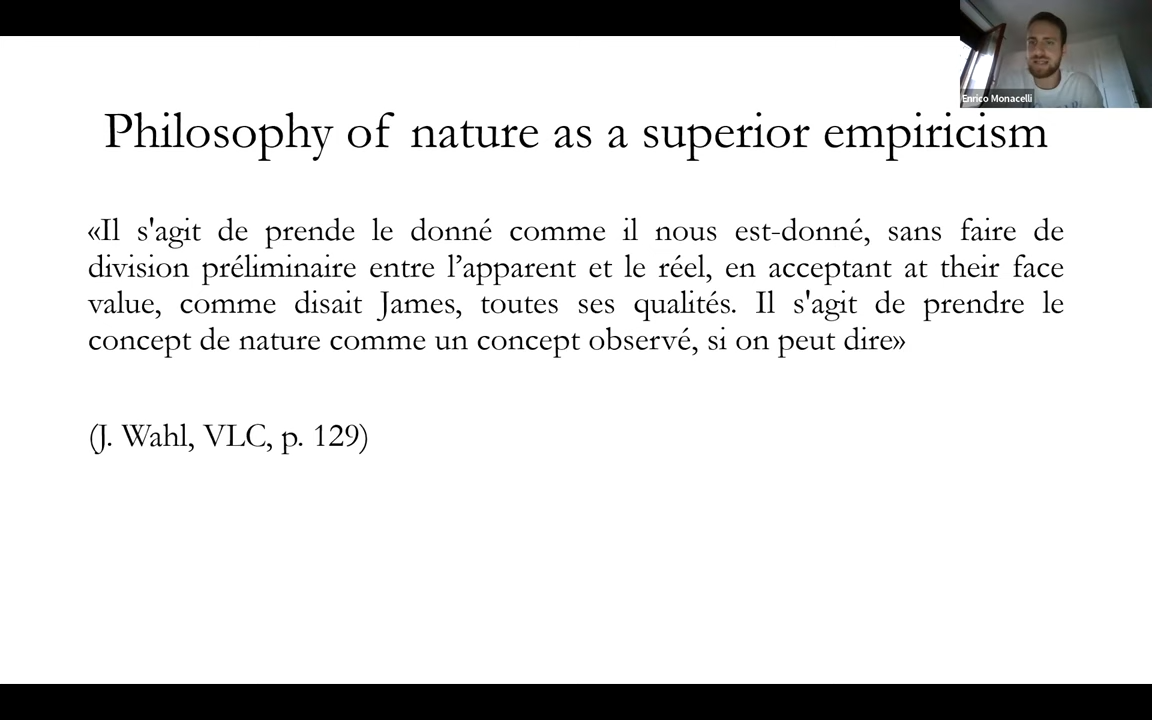 Enrico Monacelli
Philosophy of nature as a superior empiricism
«Il s'agit de prende le donné comme il nous est-donné, sans faire de
division préliminaire entre l’apparent et le réel, en acceptant at their face
value, comme disait James, toutes ses qualités. Il s'agit de prendre le
concept de nature comme un concept observé, si on peut dire»
(J. Wahl, VLC, p. 129)